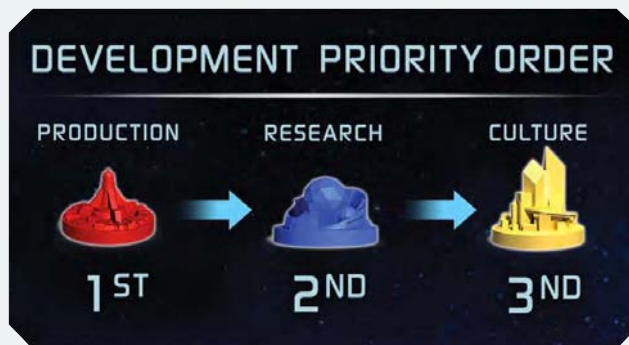 DEVELOPMENT PRIORITY ORDER
PRODUCTION RESEARCH CULTURE
1ST 2ND 3ND